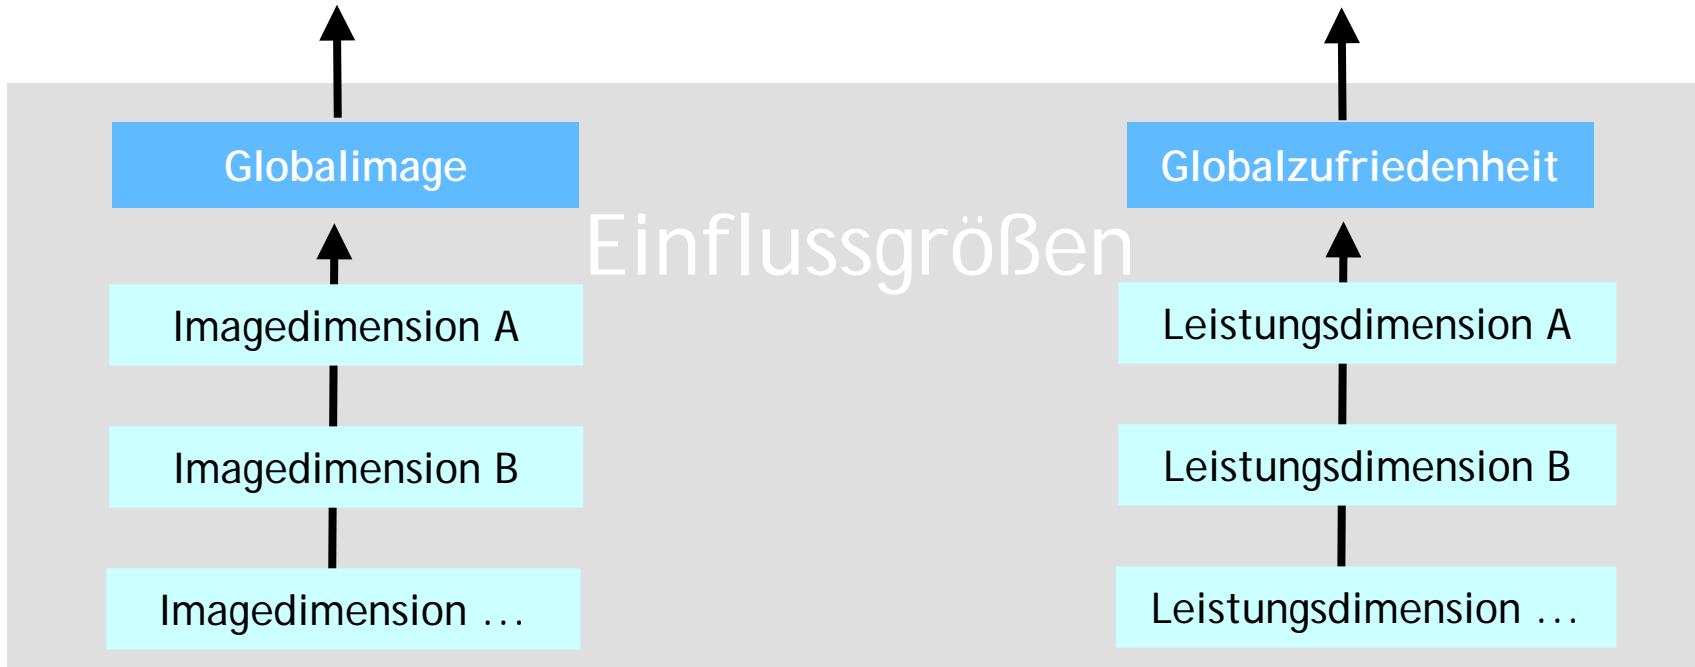 Globalimage
Globalzufriedenheit
Einflussgrößen
Imagedimension A
Leistungsdimension A
Imagedimension B
Leistungsdimension B
Imagedimension ...
Leistungsdimension ...